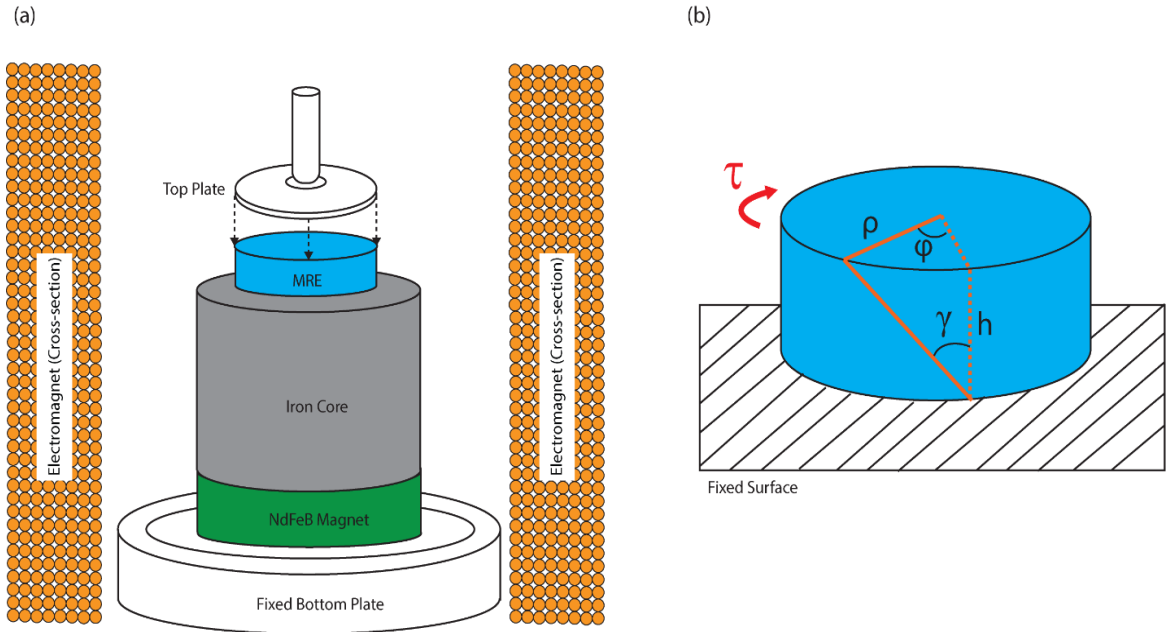 (a)
(b)
Top Plate
MRE
Electromagnet (Cross-section)
Electromagnet (Cross-section)
Iron Core
NdFeB Magnet
Fixed Bottom Plate
τ
ρ
φ
γ
h
Fixed Surface